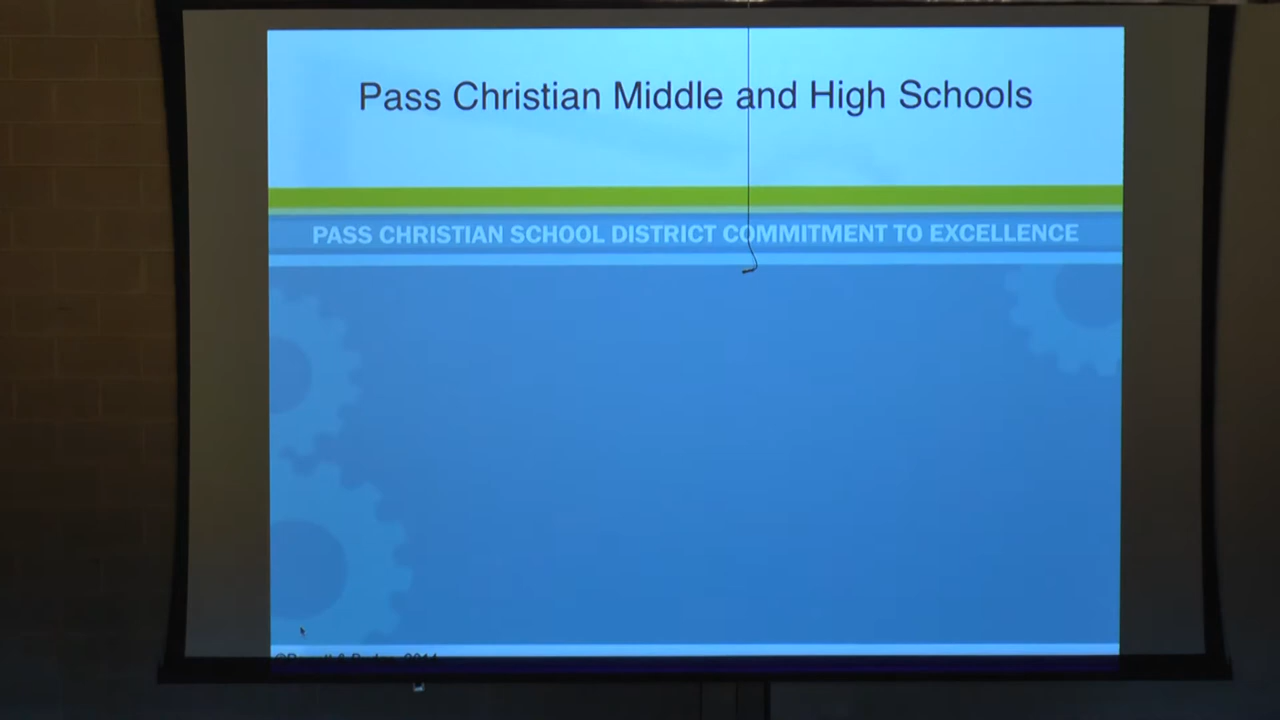 Pass Christian Middle and High Schools
PASS CHRISTIAN SCHOOL DISTRICT COMMITMENT TO EXCELLENCE